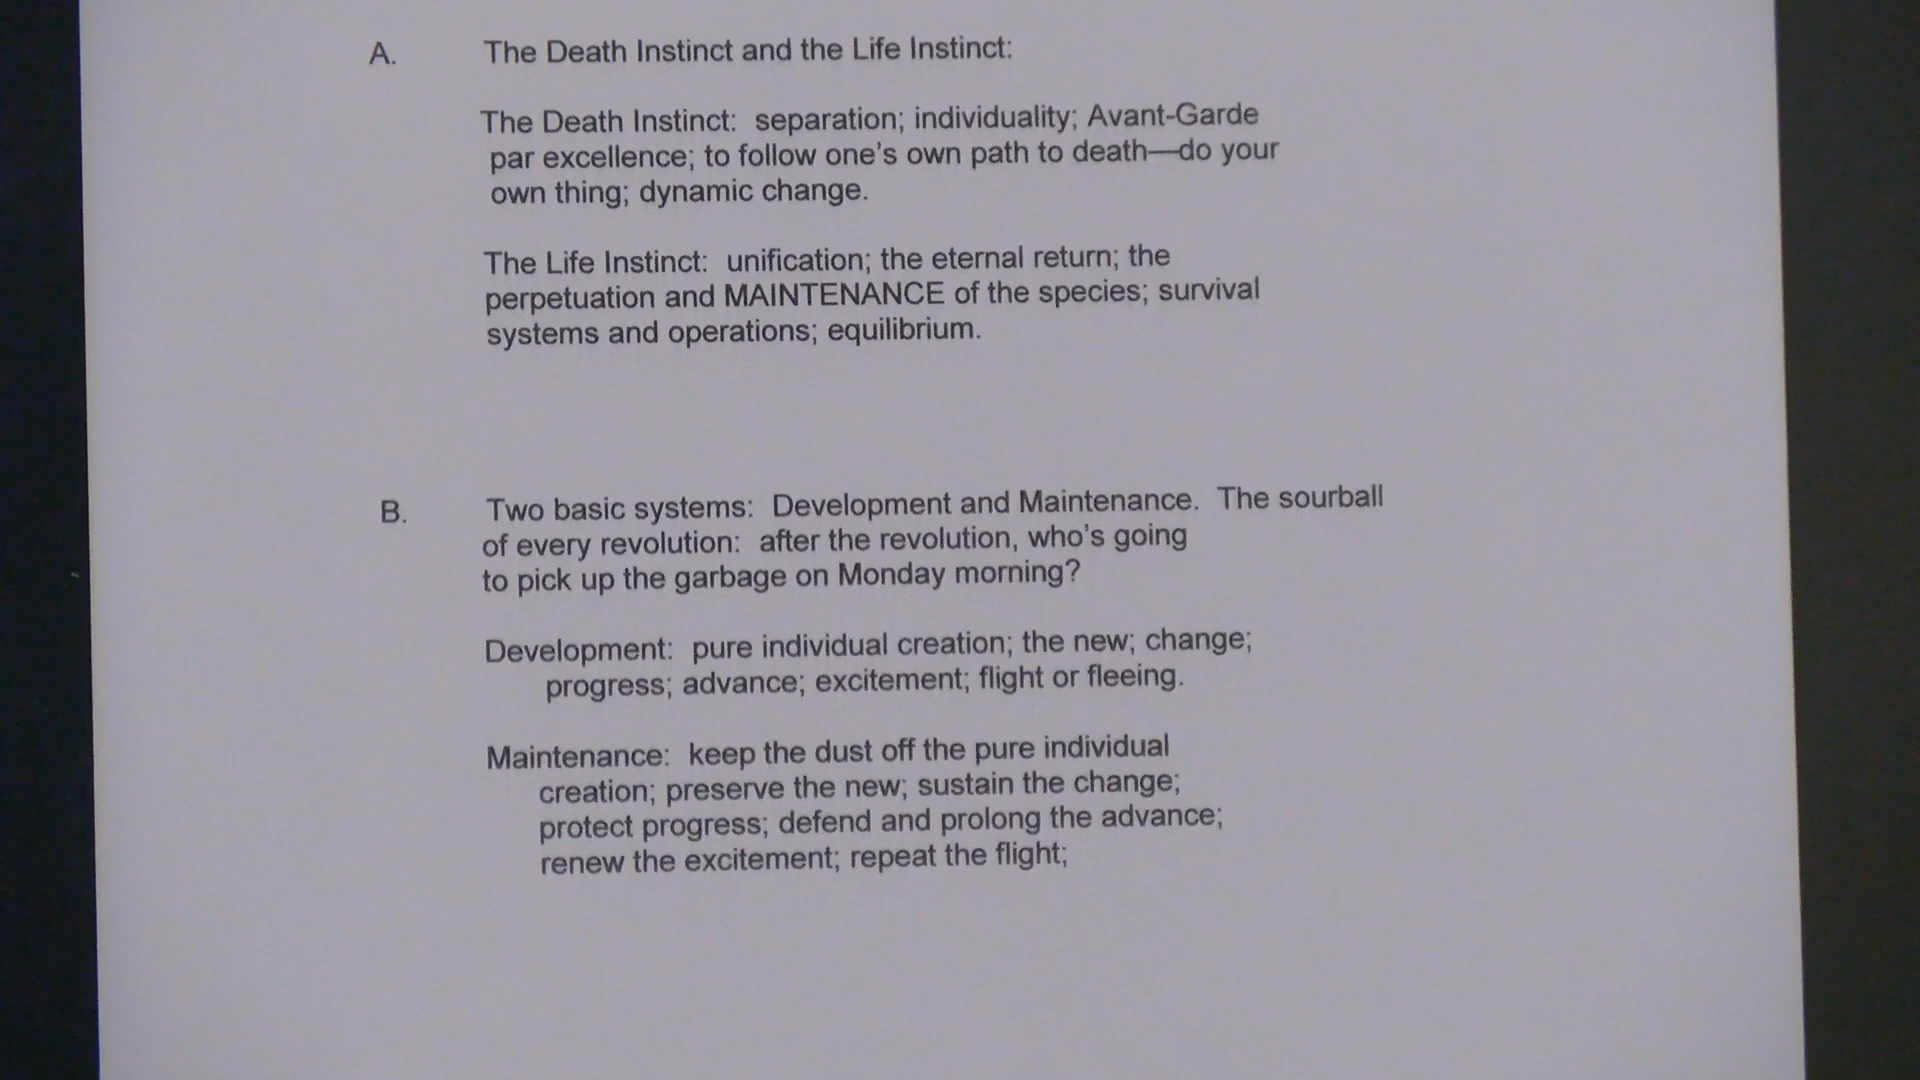 A. The Death Instinct and the Life Instinct:
The Death Instinct: separation; individuality; Avant-Garde
par excellence; to follow one's own path to death—do your
own thing; dynamic change.
The Life Instinct: unification; the eternal return; the
perpetuation and MAINTENANCE of the species; survival
systems and operations; equilibrium.
B. Two basic systems: Development and Maintenance. The sourball
of every revolution: after the revolution, who's going
to pick up the garbage on Monday morning?
Development: pure individual creation; the new; change;
progress; advance; excitement; flight or fleeing.
Maintenance: keep the dust off the pure individual
creation; preserve the new; sustain the change;
protect progress; defend and prolong the advance;
renew the excitement; repeat the flight;